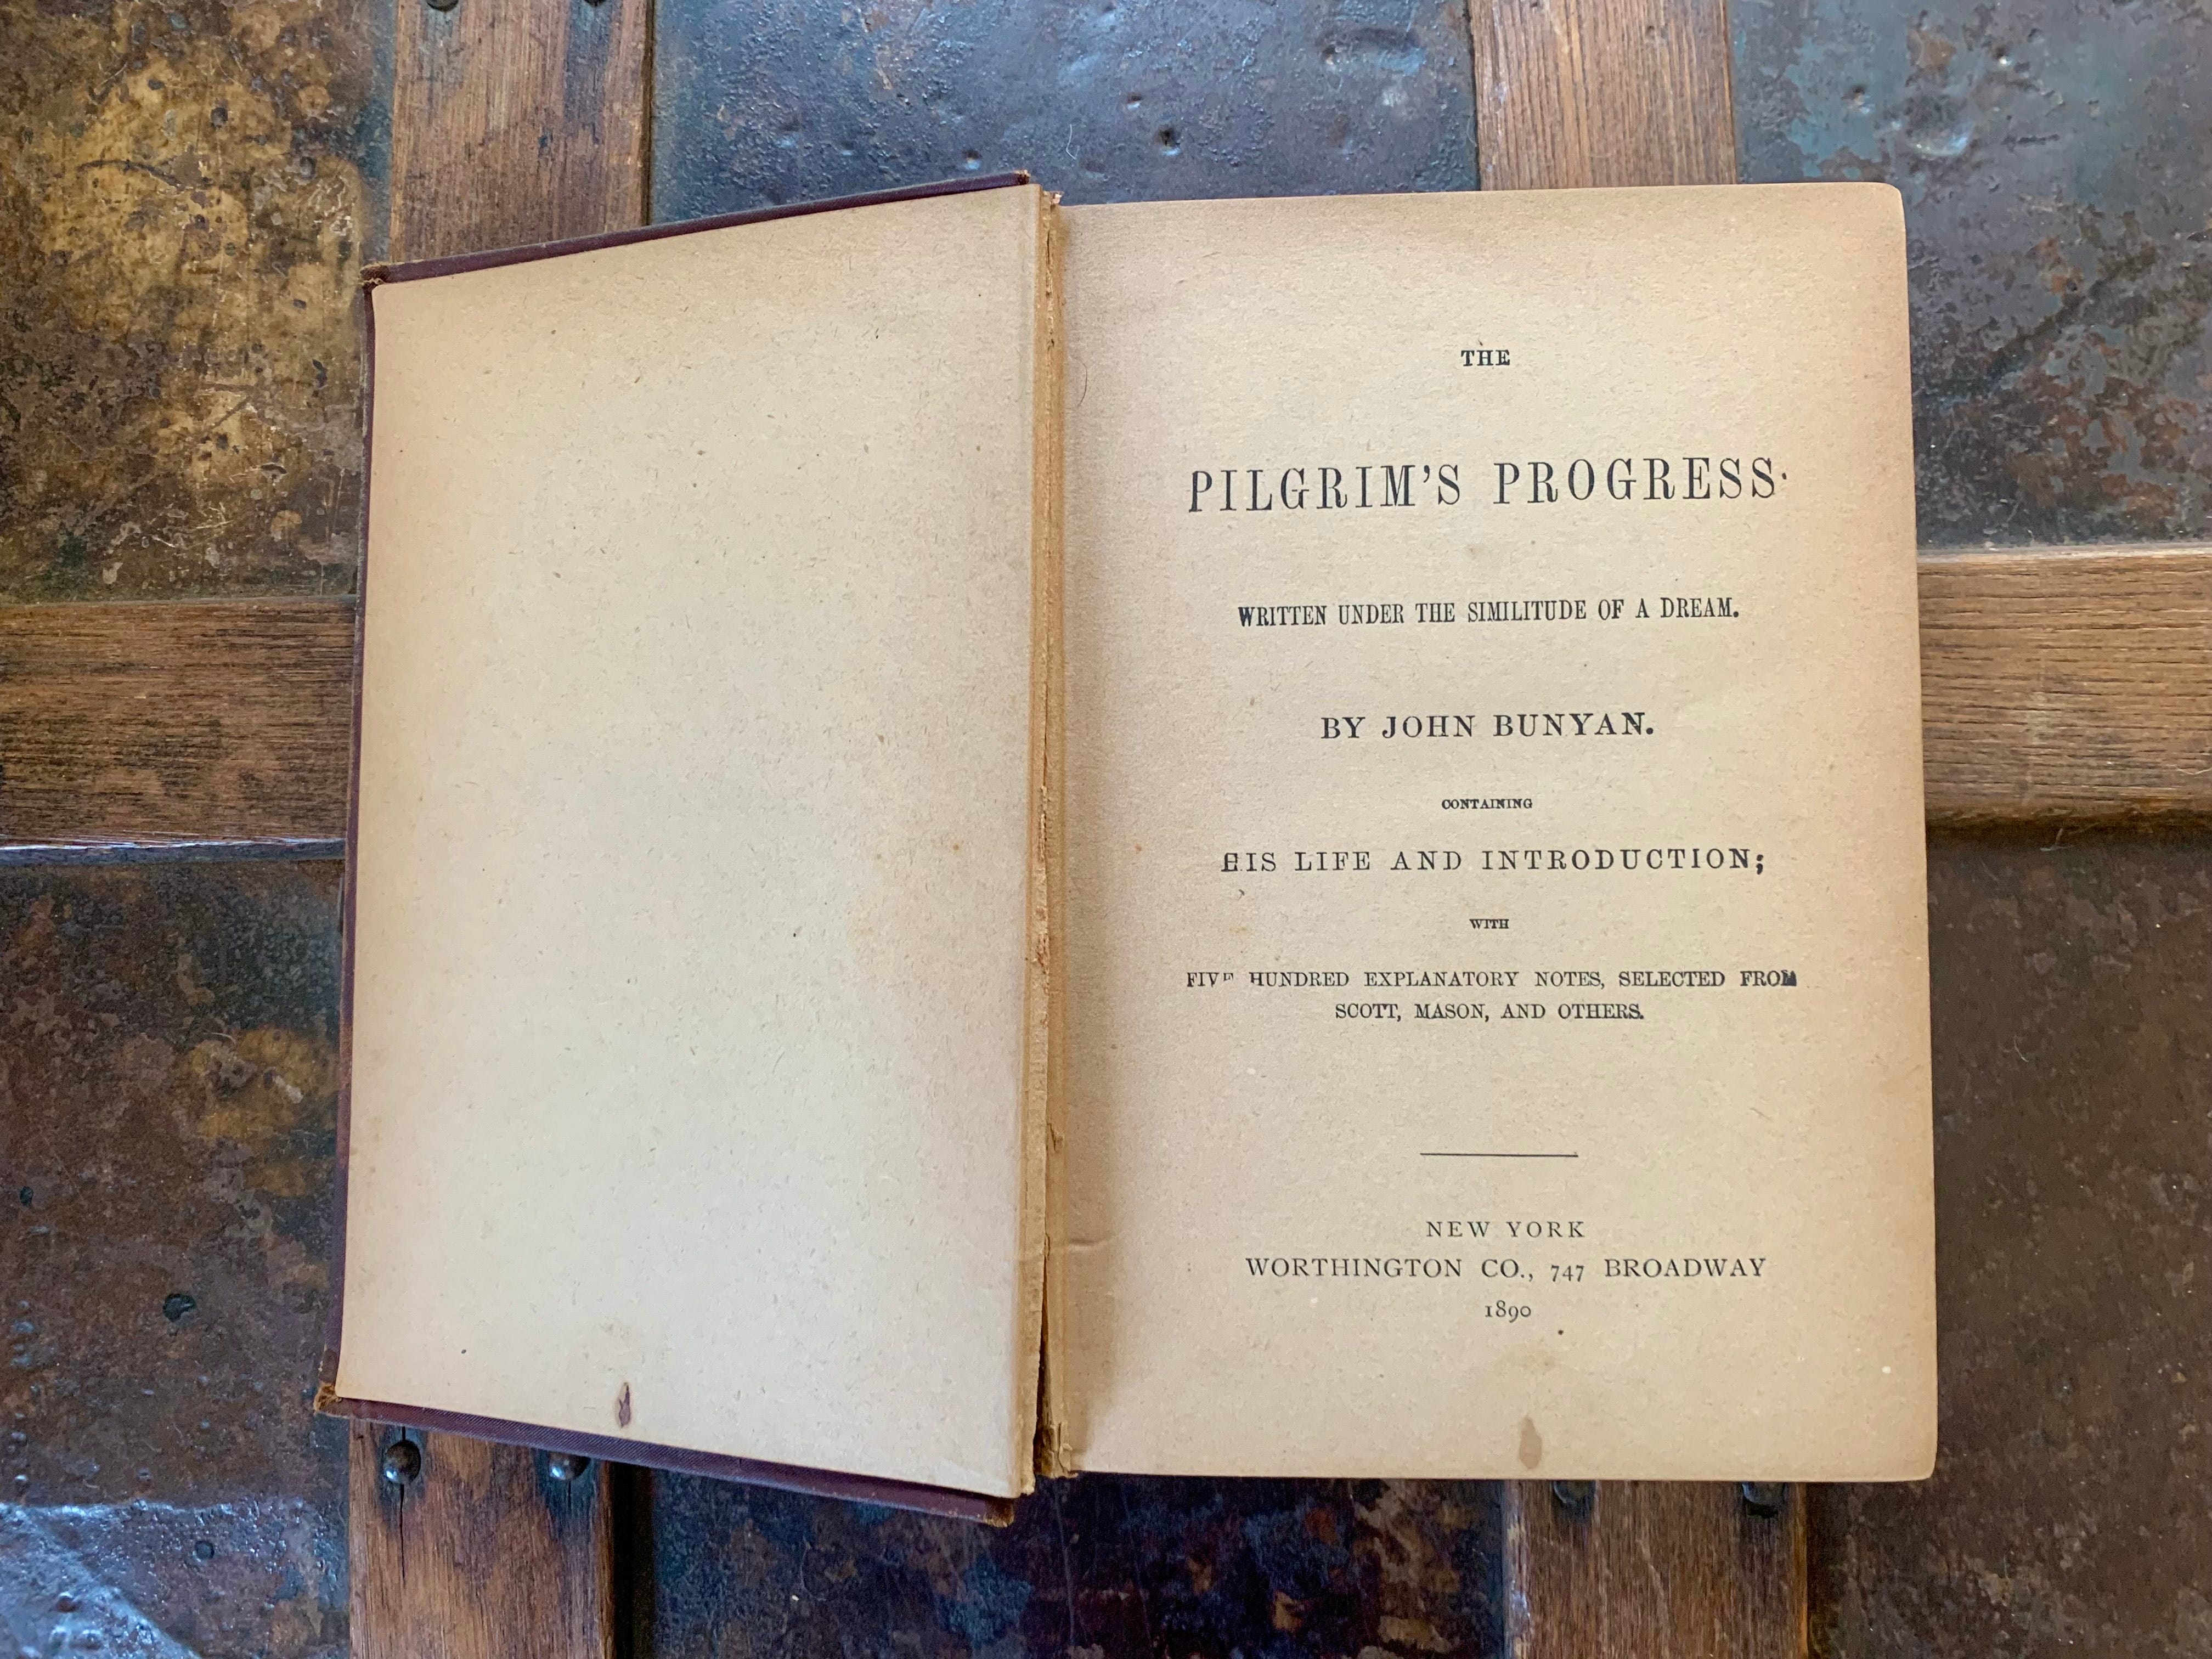 THE
PILGRIM'S PROGRESS.
WRITTEN UNDER THE SIMILITUDE OF A DREAM.
BY JOHN BUNYAN.
CONTAINING
HIS LIFE AND INTRODUCTION;
WITH
FIVE HUNDRED EXPLANATORY NOTES, SELECTED FROM
SCOTT, MASON, AND OTHERS.
NEW YORK
WORTHINGTON CO., 747 BROADWAY
1890